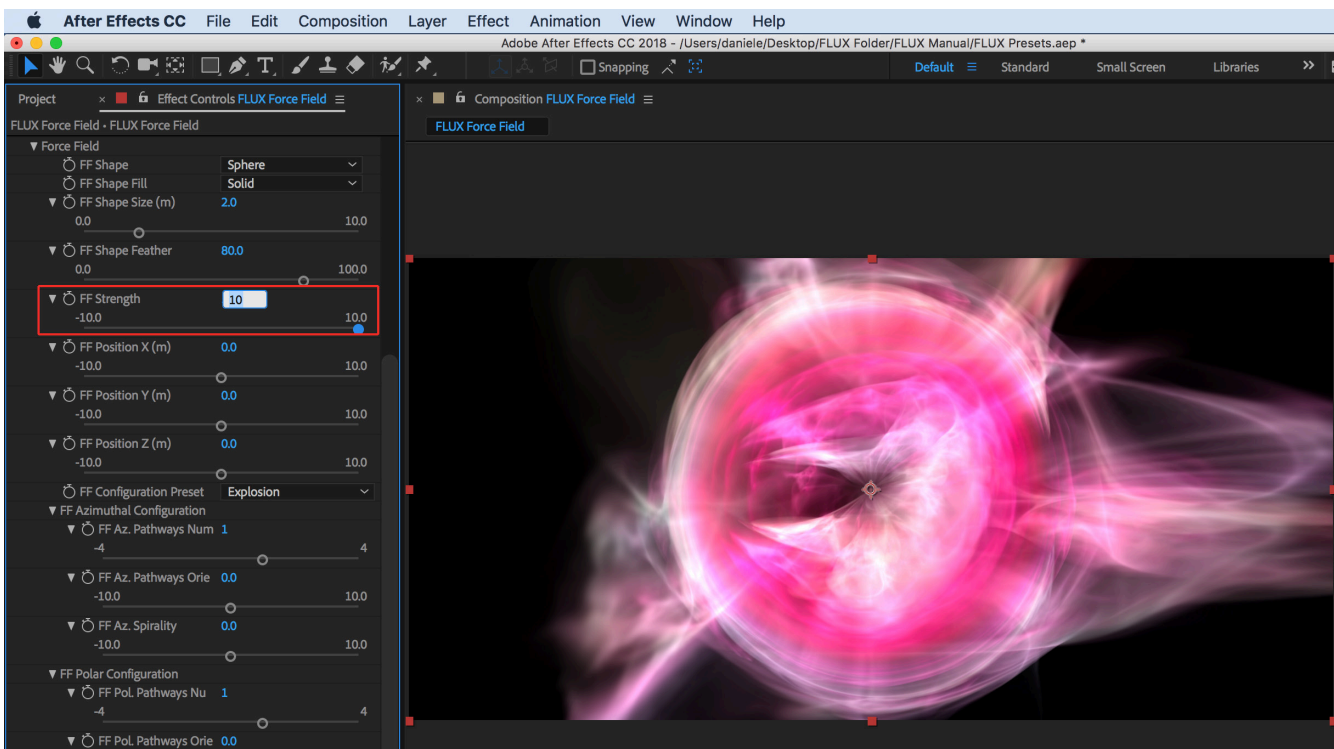 After Effects CC File Edit Composition Layer Effect Animation View Window Help
Adobe After Effects CC 2018 - /Users/daniele/Desktop/FLUX Folder/FLUX Manual/FLUX Presets.aep *
Snapping Default Standard Small Screen Libraries
Project × Effect Controls FLUX Force Field
× Composition FLUX Force Field
FLUX Force Field • FLUX Force Field
FLUX Force Field
Force Field
FF Shape Sphere
FF Shape Fill Solid
FF Shape Size (m) 2.0
0.0 10.0
FF Shape Feather 80.0
0.0 100.0
FF Strength 10
-10.0 10.0
FF Position X (m) 0.0
-10.0 10.0
FF Position Y (m) 0.0
-10.0 10.0
FF Position Z (m) 0.0
-10.0 10.0
FF Configuration Preset Explosion
FF Azimuthal Configuration
FF Az. Pathways Num 1
-4 4
FF Az. Pathways Orie 0.0
-10.0 10.0
FF Az. Spirality 0.0
-10.0 10.0
FF Polar Configuration
FF Pol. Pathways Nu 1
-4 4
FF Pol. Pathways Orie 0.0